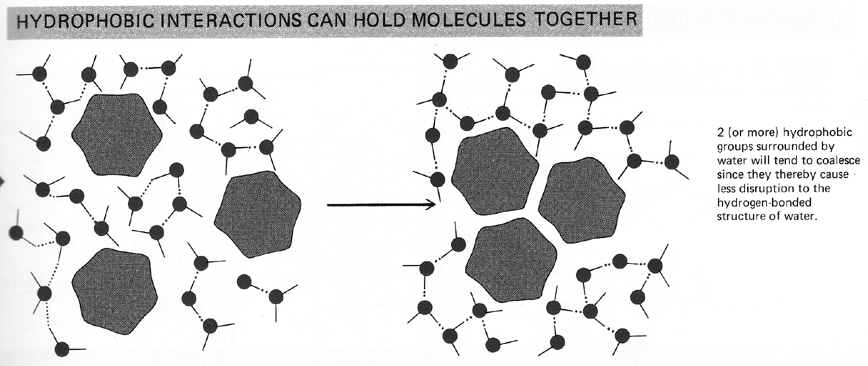 HYDROPHOBIC INTERACTIONS CAN HOLD MOLECULES TOGETHER
2 (or more) hydrophobic
groups surrounded by
water will tend to coalesce
since they thereby cause
less disruption to the
hydrogen-bonded
structure of water.